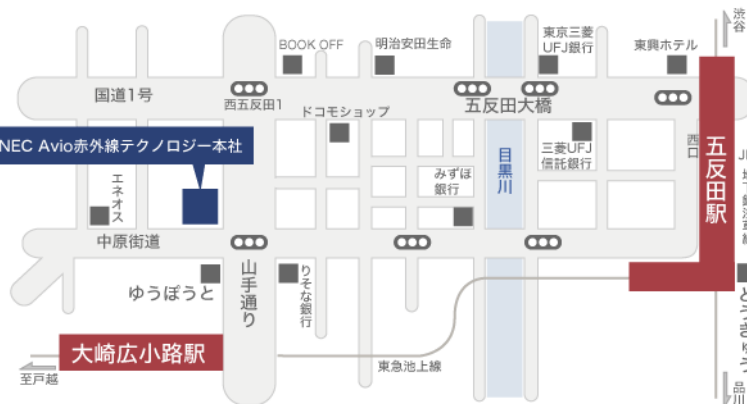 渋谷
BOOK OFF
明治安田生命
東京三菱
UFJ銀行
東興ホテル
国道1号
西五反田1
ドコモショップ
五反田大橋
NEC Avio赤外線テクノロジー本社
三菱UFJ
信託銀行
西口
五反田駅
目黒川
みずほ
銀行
エネオス
中原街道
ゆうぽうと
山手通り
りそな銀行
とうきゅう
大崎広小路駅
東急池上線
至戸越
品川